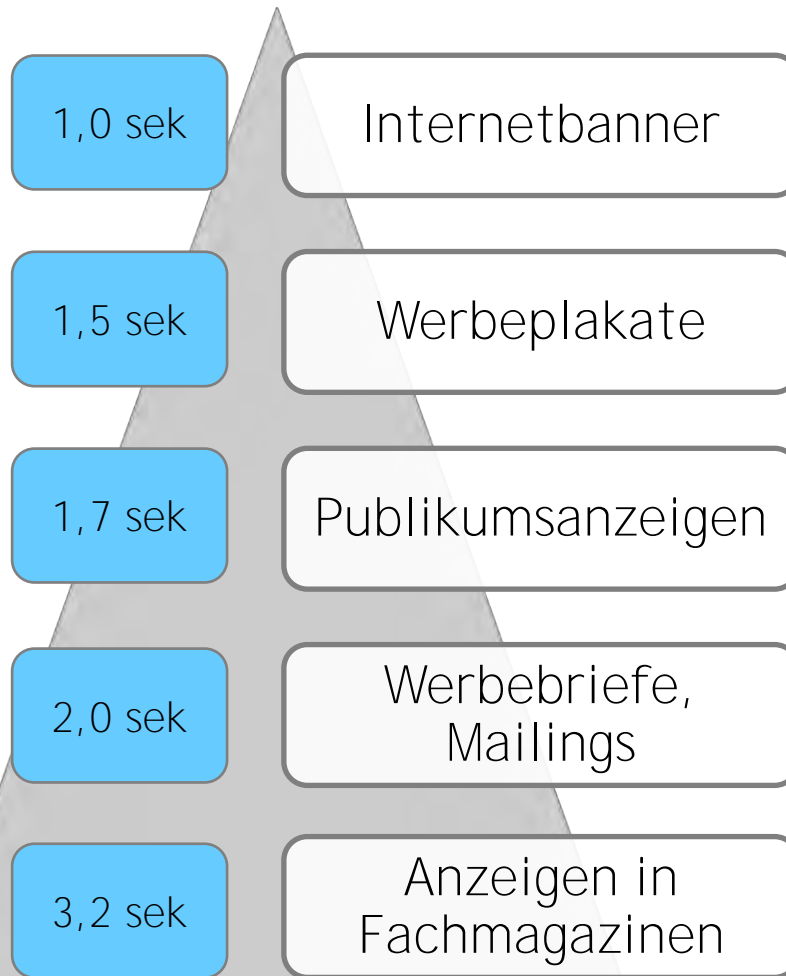 1,0 sek
Internetbanner
1,5 sek
Werbeplakate
1,7 sek
Publikumsanzeigen
2,0 sek
Werbebriefe,
Mailings
3,2 sek
Anzeigen in
Fachmagazinen